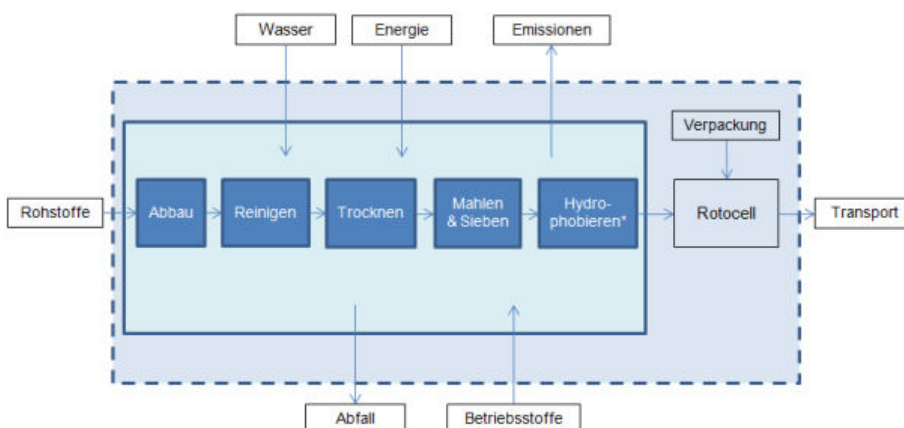 Wasser
Energie
Emissionen
Verpackung
Rohstoffe
Abbau
Reinigen
Trocknen
Mahlen
& Sieben
Hydro-
phobieren*
Rotocell
Transport
Abfall
Betriebsstoffe